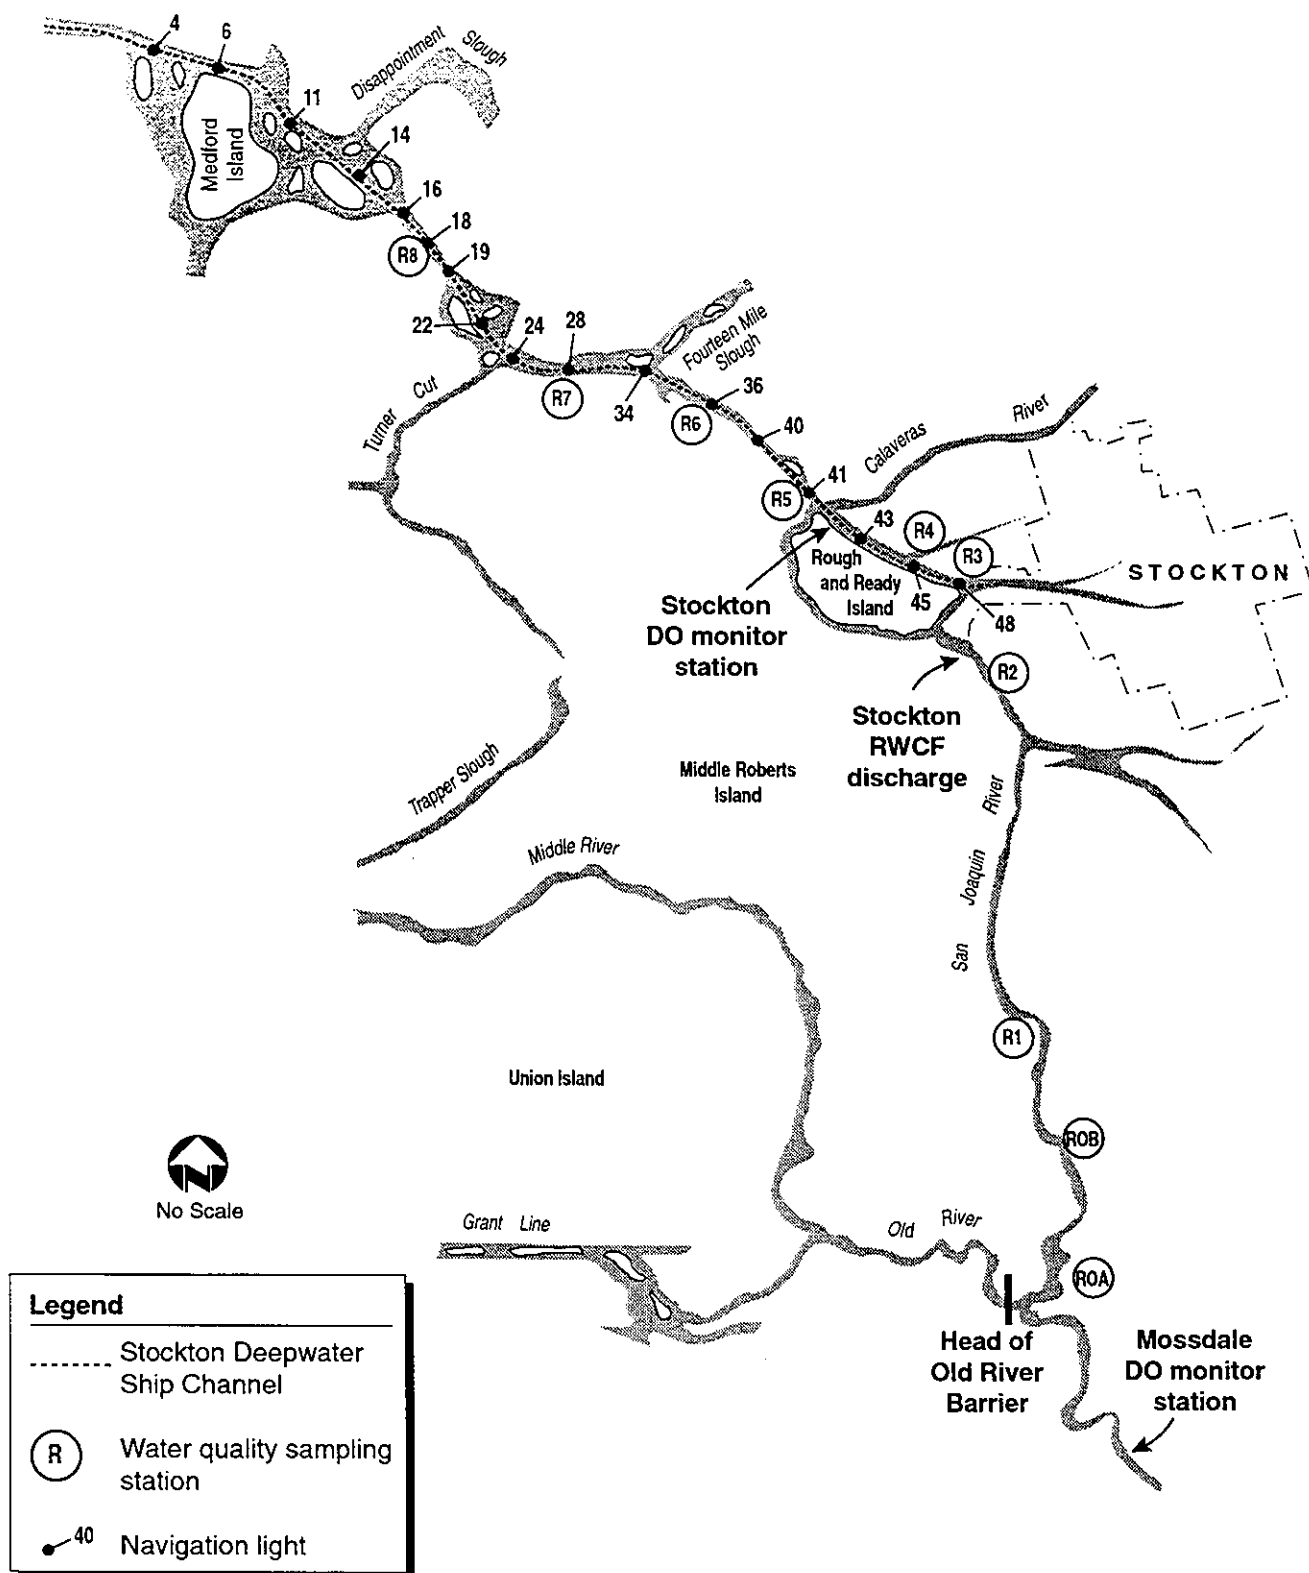 4
6
Disappointment Slough
11
Medford
Island
14
16
18
R8
19
22
24
28
Fourteen Mile
Slough
Turner Cut
R7
34
36
R6
40
Calaveras River
41
R5
43
R4
R3
Rough
and Ready
Island
45
48
STOCKTON
Stockton
DO monitor
station
R2
Stockton
RWCF
discharge
Middle Roberts
Island
Trapper Slough
San Joaquin River
Middle River
R1
Union Island
ROB
N
No Scale
Grant Line
Old River
ROA
Head of
Old River
Barrier
Mossdale
DO monitor
station
Legend
Stockton Deepwater
Ship Channel
R
Water quality sampling
station
40
Navigation light